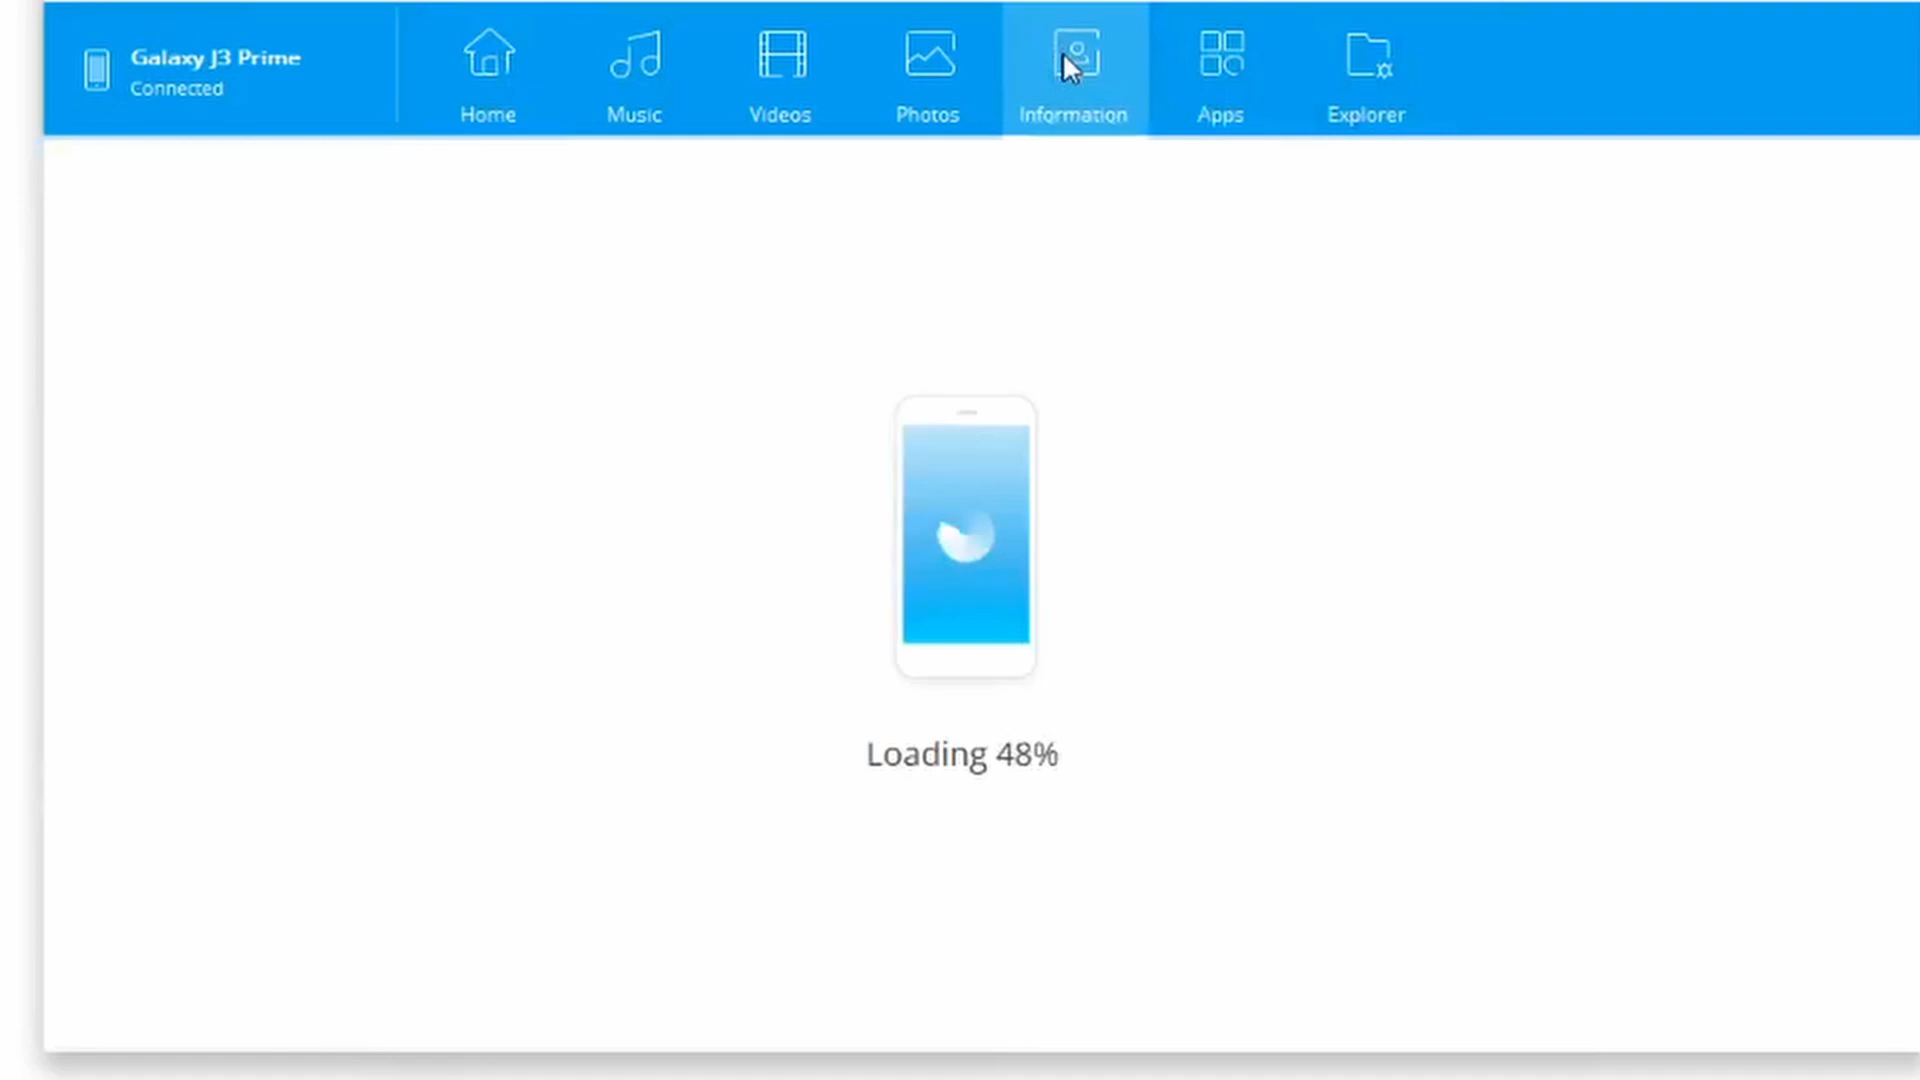 Galaxy J3 Prime
Connected
Home
Music
Videos
Photos
Information
Apps
Explorer
Loading 48%